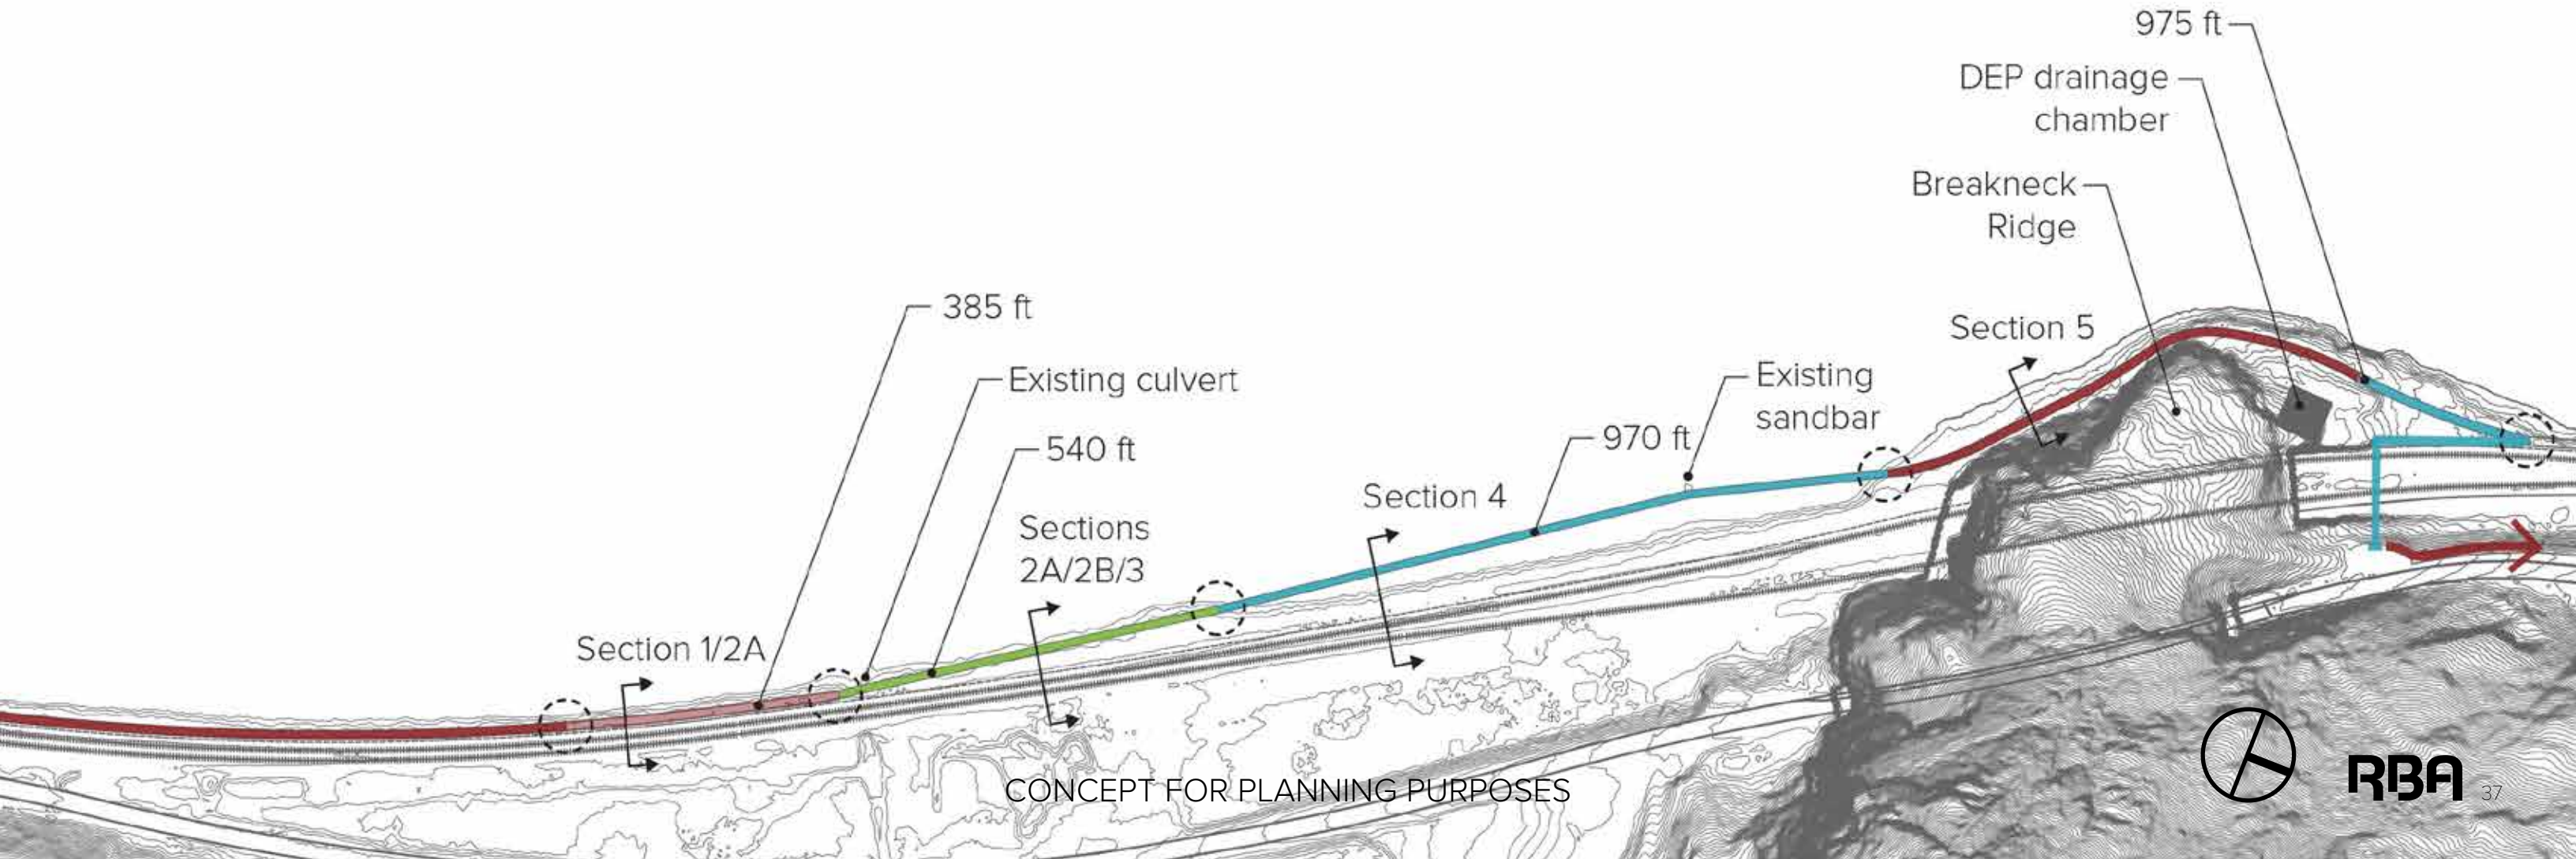 975 ft
DEP drainage
chamber
Breakneck
Ridge
385 ft
Section 5
Existing culvert
Existing
sandbar
540 ft
970 ft
Section 4
Sections
2A/2B/3
Section 1/2A
CONCEPT FOR PLANNING PURPOSES
RBA
37